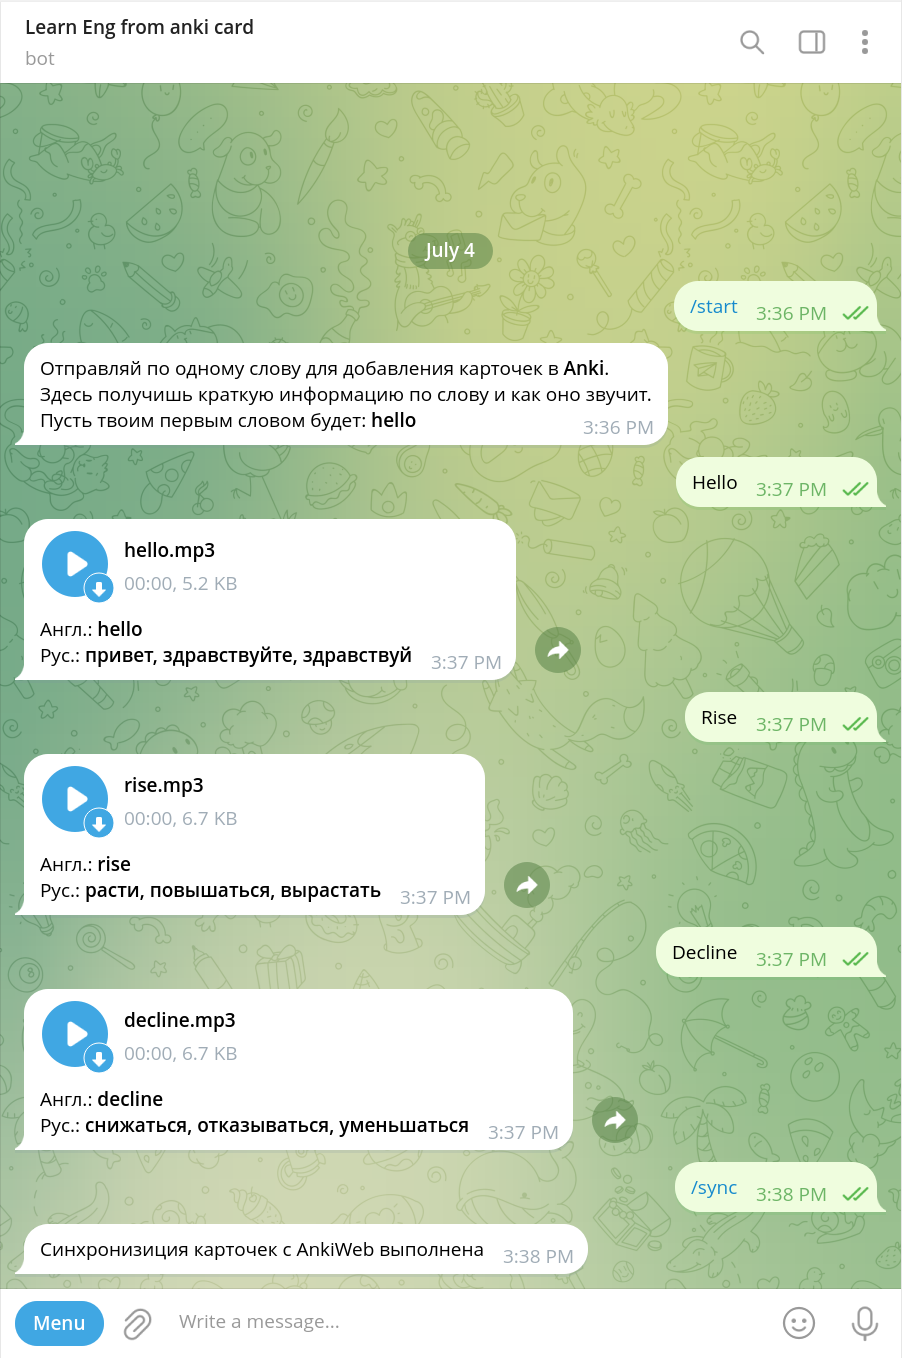 Learn Eng from anki card
bot
July 4
/start 3:36 PM
Отправляй по одному слову для добавления карточек в Anki.
Здесь получишь краткую информацию по слову и как оно звучит.
Пусть твоим первым словом будет: hello 3:36 PM
Hello 3:37 PM
hello.mp3
00:00, 5.2 KB
Англ.: hello
Рус.: привет, здравствуйте, здравствуй 3:37 PM
Rise 3:37 PM
rise.mp3
00:00, 6.7 KB
Англ.: rise
Рус.: расти, повышаться, вырастать 3:37 PM
Decline 3:37 PM
decline.mp3
00:00, 6.7 KB
Англ.: decline
Рус.: снижаться, отказываться, уменьшаться 3:37 PM
/sync 3:38 PM
Синхронизиция карточек с AnkiWeb выполнена 3:38 PM
Menu Write a message...